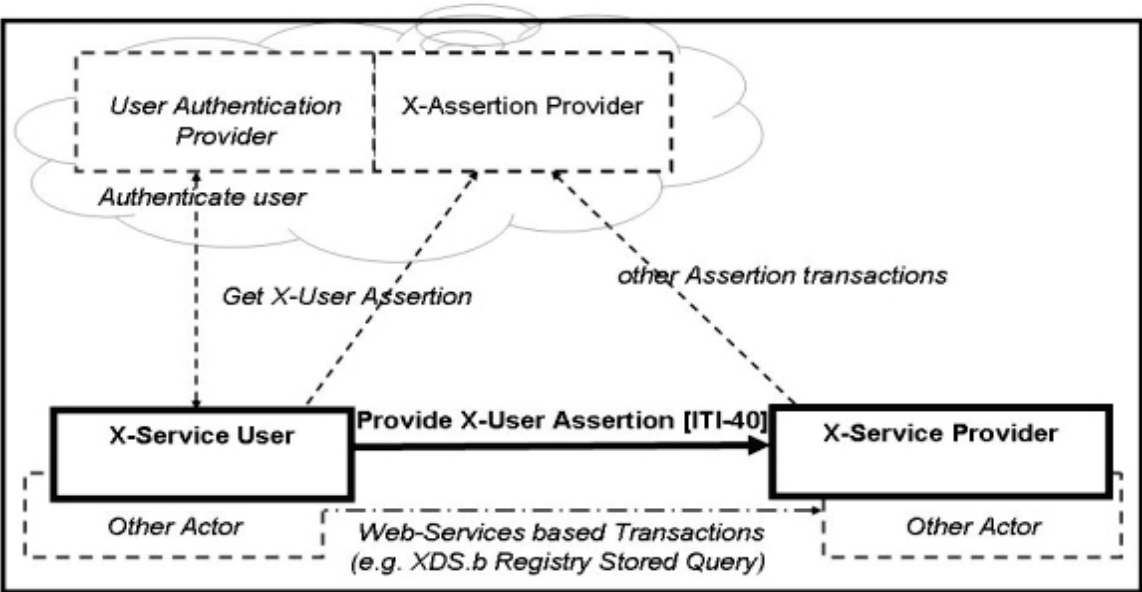 User Authentication
Provider
X-Assertion Provider
Authenticate user
Get X-User Assertion
other Assertion transactions
X-Service User
Provide X-User Assertion [ITI-40]
X-Service Provider
Other Actor
Web-Services based Transactions
(e.g. XDS.b Registry Stored Query)
Other Actor